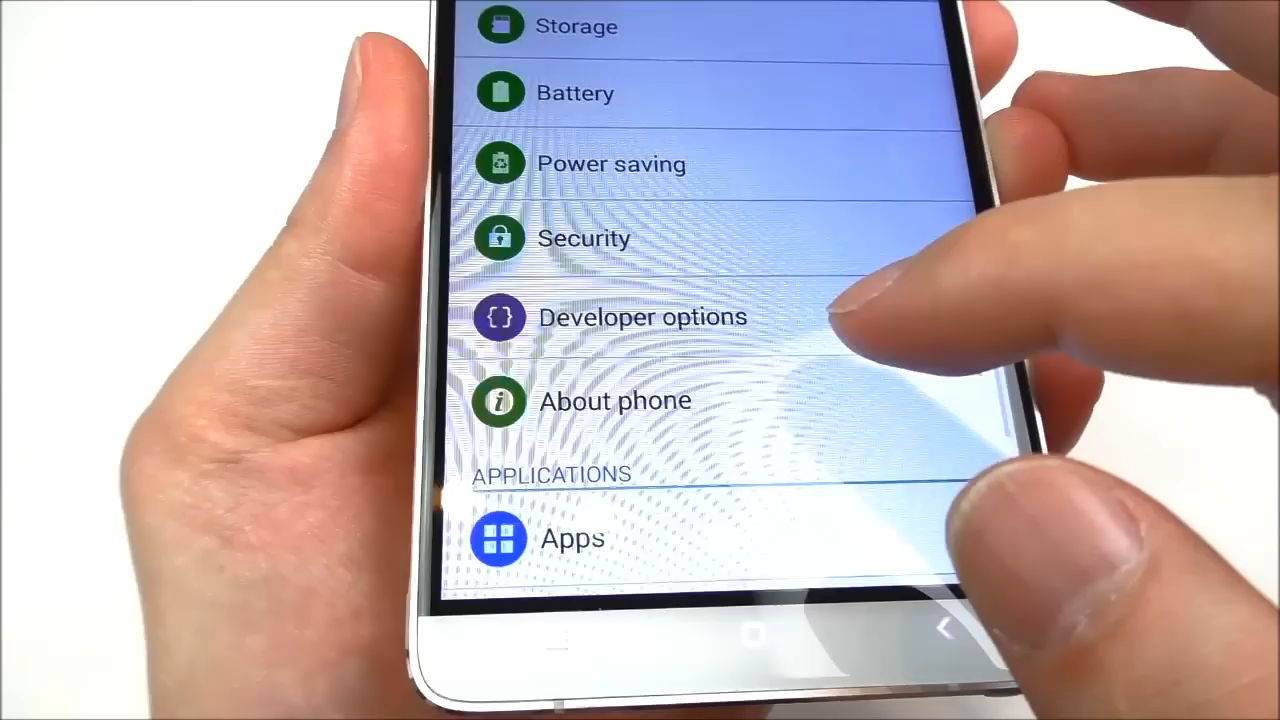 Storage
Battery
Power saving
Security
Developer options
About phone
APPLICATIONS
Apps